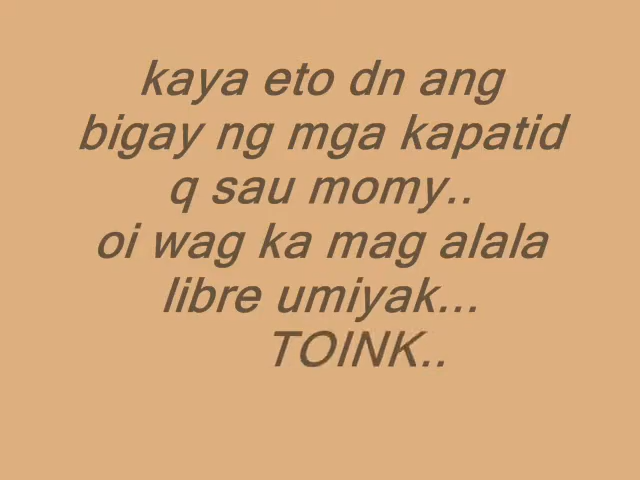 kaya eto dn ang
bigay ng mga kapatid
q sau momy..
oi wag ka mag alala
libre umiyak...
TOINK..